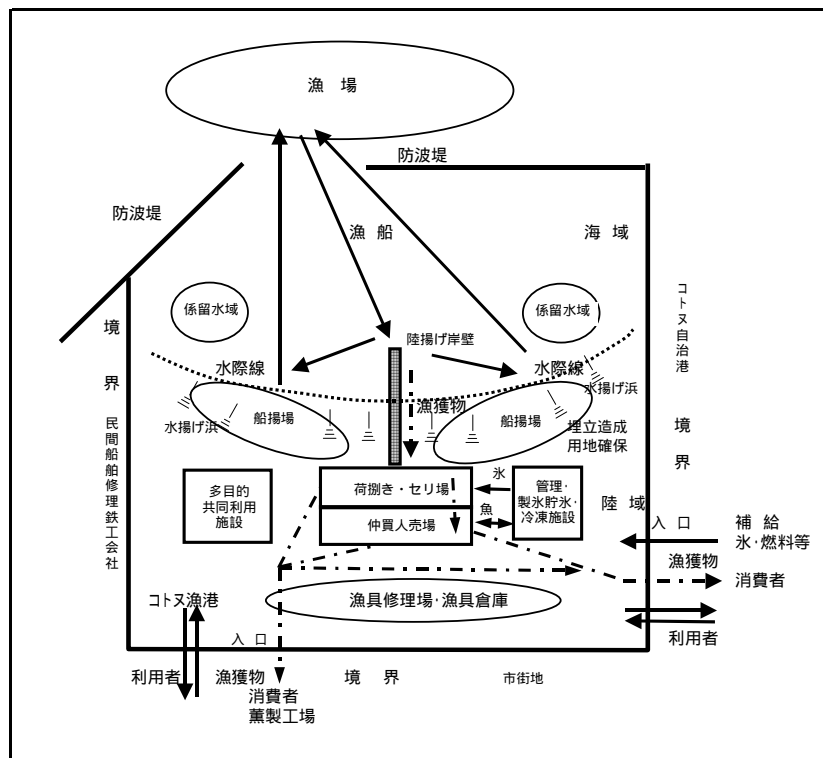 漁 場
防波堤
防波堤
漁 船
海 域
係留水域
係留水域
コトヌ自治港
境 界
陸揚げ岸壁
水際線
水際線
水揚げ浜
漁獲物
船揚場
船揚場
水揚げ浜
埋立造成
用地確保
民間船舶修理鉄工会社
境 界
多目的
共同利用
施設
荷捌き・セリ場
仲買人売場
氷
魚
管理・
製氷貯氷・
冷凍施設
陸 域
入 口
補 給
氷・燃料等
漁獲物
消費者
コトヌ漁港
漁具修理場・漁具倉庫
利用者
入 口
利用者
漁獲物
境 界
市街地
消費者
薫製工場